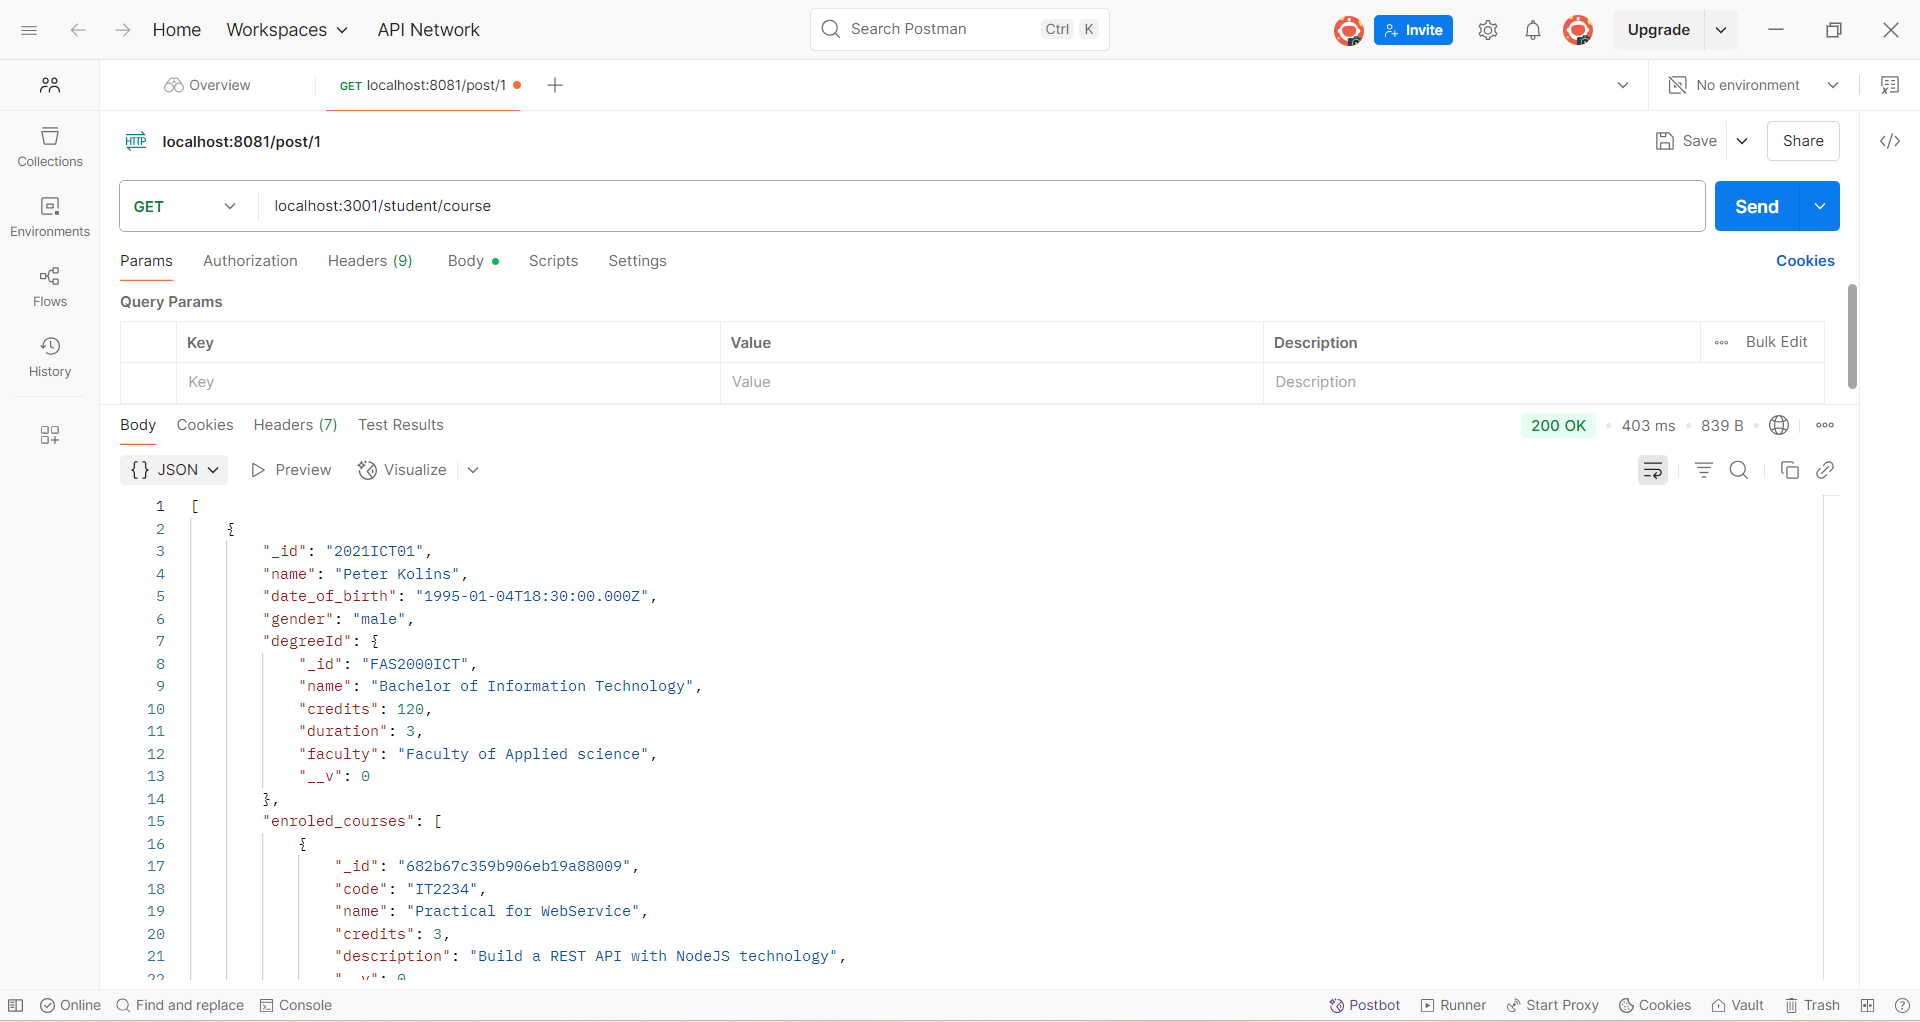 Home Workspaces API Network Search Postman Ctrl K Invite Upgrade
Overview GET localhost:8081/post/1 No environment
HTTP localhost:8081/post/1 Save Share
Collections
Environments
Flows
History
GET localhost:3001/student/course Send
Params Authorization Headers (9) Body Scripts Settings Cookies
Query Params
Key Value Description Bulk Edit
Key Value Description
Body Cookies Headers (7) Test Results 200 OK 403 ms 839 B
{} JSON Preview Visualize
1 [
2 {
3 "_id": "2021ICT01",
4 "name": "Peter Kolins",
5 "date_of_birth": "1995-01-04T18:30:00.000Z",
6 "gender": "male",
7 "degreeId": {
8 "_id": "FAS2000ICT",
9 "name": "Bachelor of Information Technology",
10 "credits": 120,
11 "duration": 3,
12 "faculty": "Faculty of Applied science",
13 "__v": 0
14 },
15 "enroled_courses": [
16 {
17 "_id": "682b67c359b906eb19a88009",
18 "code": "IT2234",
19 "name": "Practical for WebService",
20 "credits": 3,
21 "description": "Build a REST API with NodeJS technology",
22 "__v": 0
Online Find and replace Console Postbot Runner Start Proxy Cookies Vault Trash